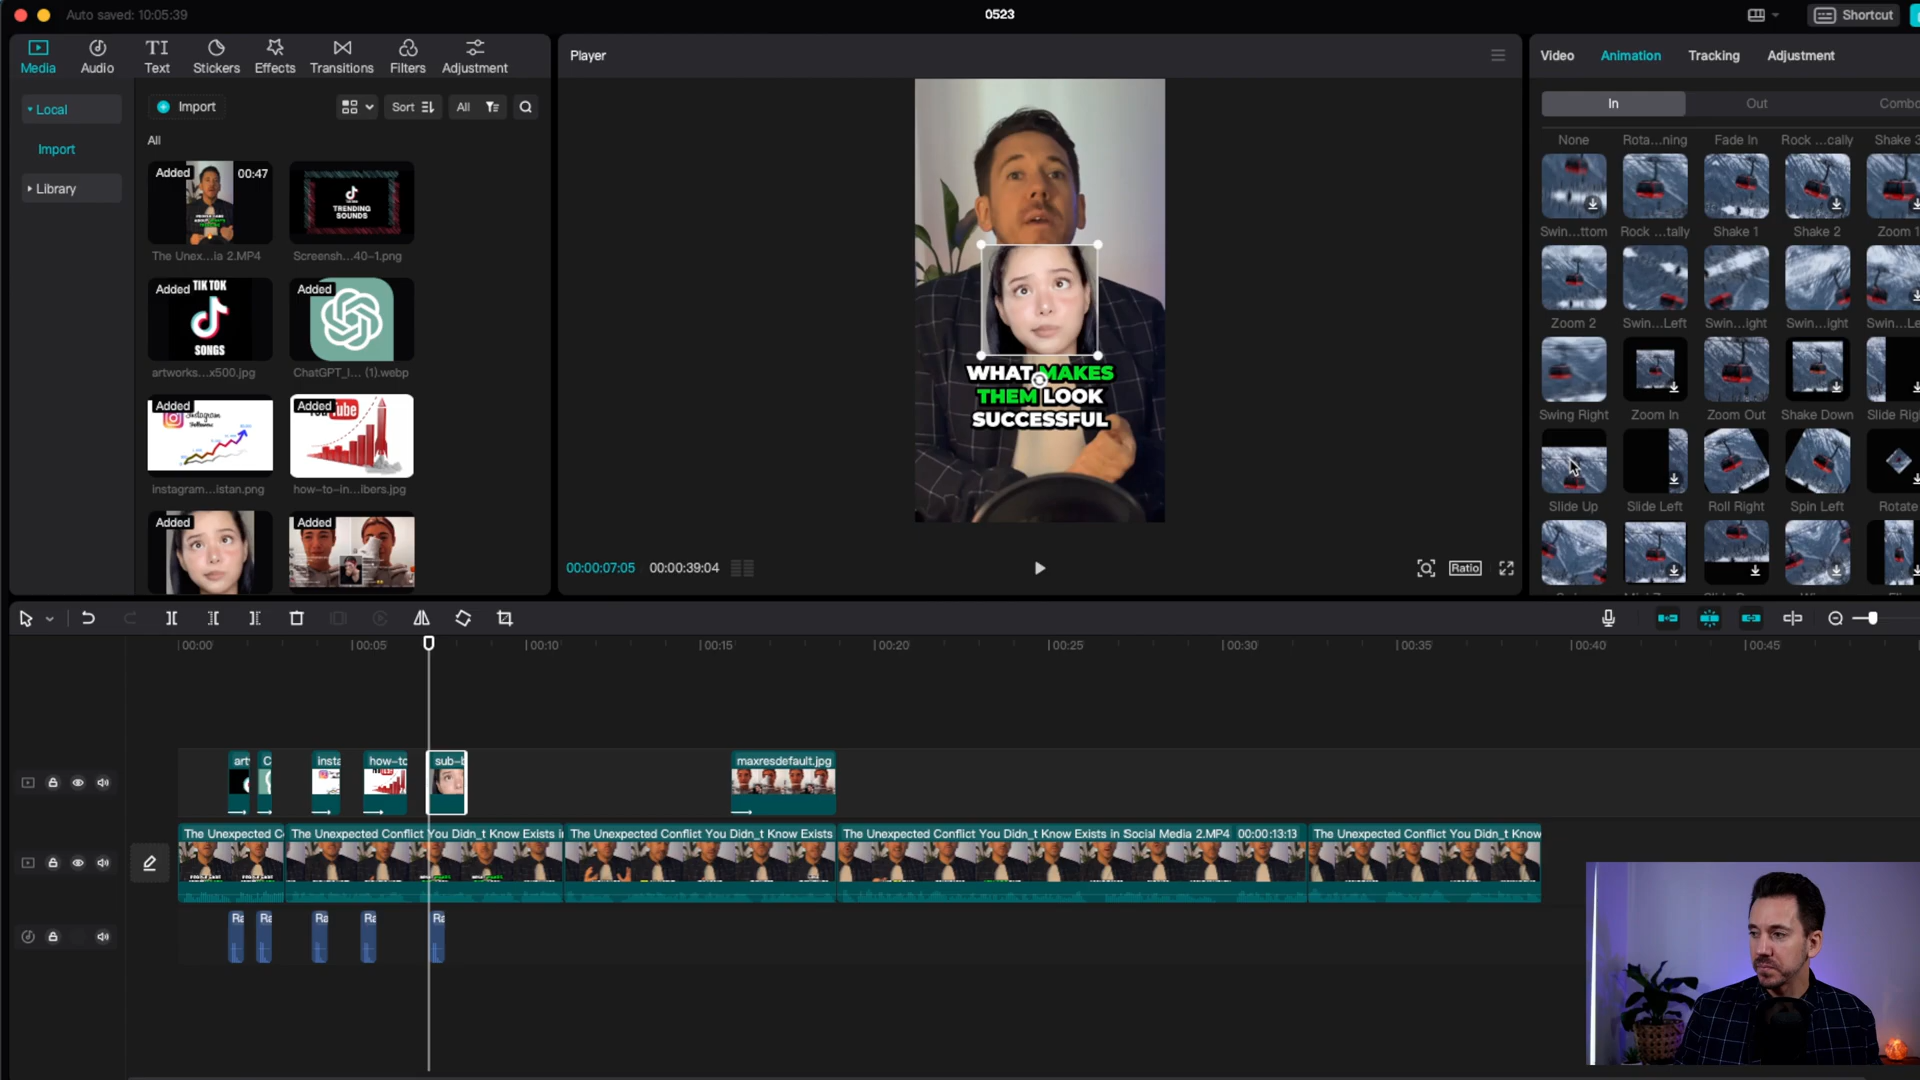 Auto saved: 10:05:39
0523
Shortcut
Media
Audio
Text
Stickers
Effects
Transitions
Filters
Adjustment
Local
Import
Library
Import
Sort
All
All
Added
00:47
The Unex...ia 2.MP4
TRENDING
SOUNDS
Screensh...40-1.png
Added
TIK TOK
SONGS
artworks...x500.jpg
Added
ChatGPT_I... (1).webp
Added
Instagram
instagram...istan.png
Added
how-to-in...ibers.jpg
Added
Added
Player
WHAT MAKES
THEM LOOK
SUCCESSFUL
00:00:07:05
00:00:39:04
Ratio
Video
Animation
Tracking
Adjustment
In
Out
Combo
None
Rota...ning
Fade In
Rock ...cally
Shake 3
Swin...ttom
Rock ...tally
Shake 1
Shake 2
Zoom 1
Zoom 2
Swin...Left
Swin...ight
Swin...ight
Swin...Le
Swing Right
Zoom In
Zoom Out
Shake Down
Slide Rig
Slide Up
Slide Left
Roll Right
Spin Left
Rotate
00:00
00:05
00:10
00:15
00:20
00:25
00:30
00:35
00:40
00:45
art
C
insta
how-to
sub-b
maxresdefault.jpg
The Unexpected C
The Unexpected Conflict You Didn_t Know Exists i
The Unexpected Conflict You Didn_t Know Exists
The Unexpected Conflict You Didn_t Know Exists in Social Media 2.MP4 00:00:13:13
The Unexpected Conflict You Didn_t Know
Ra
Ra
Ra
Ra
Ra